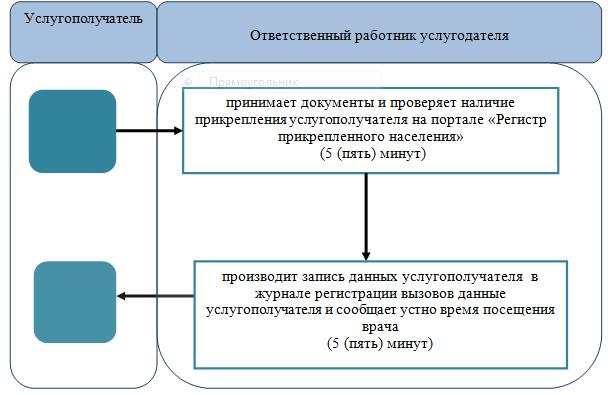 Услугополучатель
Ответственный работник услугодателя
Прямоугольник
принимает документы и проверяет наличие
прикрепления услугополучателя на портале «Регистр
прикрепленного населения»
(5 (пять) минут)
производит запись данных услугополучателя в
журнале регистрации вызовов данные
услугополучателя и сообщает устно время посещения
врача
(5 (пять) минут)